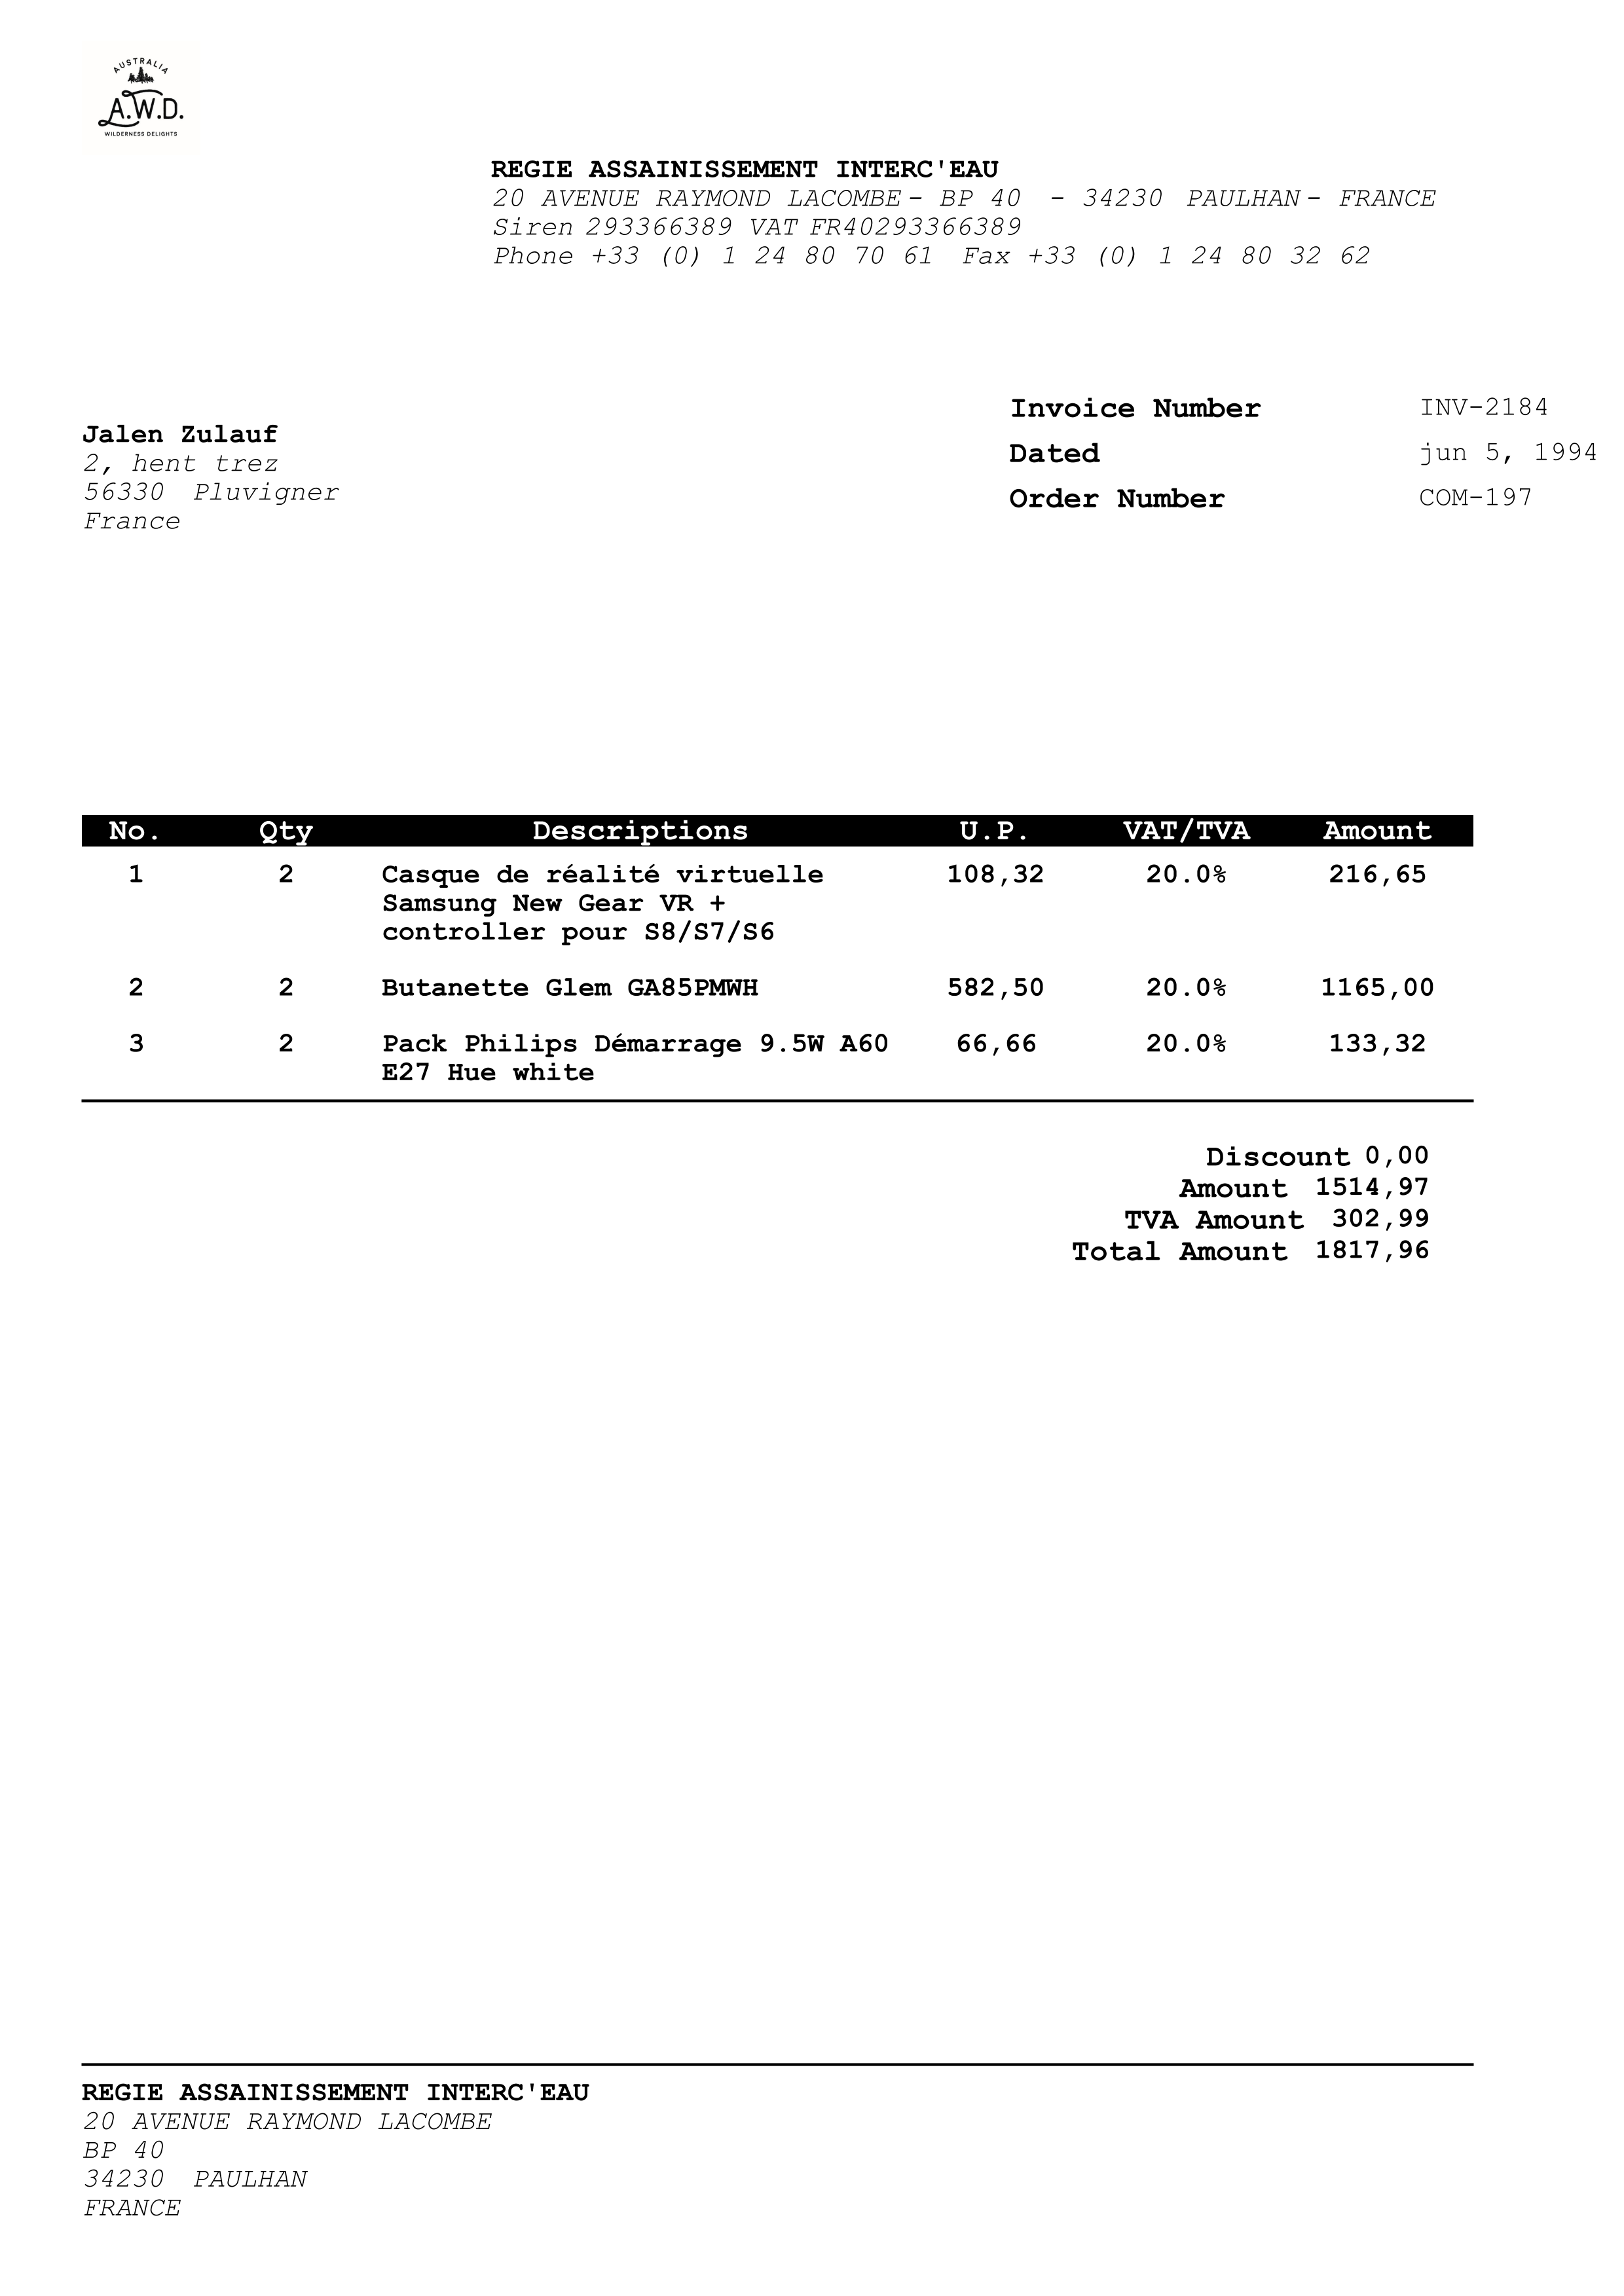 AUSTRALIA
A.W.D.
WILDERNESS DELIGHTS
REGIE ASSAINISSEMENT INTERC'EAU
20 AVENUE RAYMOND LACOMBE - BP 40 - 34230 PAULHAN - FRANCE
Siren 293366389 VAT FR40293366389
Phone +33 (0) 1 24 80 70 61 Fax +33 (0) 1 24 80 32 62
Invoice Number INV-2184
Dated jun 5, 1994
Order Number COM-197
Jalen Zulauf
2, hent trez
56330 Pluvigner
France
No. Qty Descriptions U.P. VAT/TVA Amount
1 2 Casque de réalité virtuelle 108,32 20.0% 216,65
Samsung New Gear VR +
controller pour S8/S7/S6
2 2 Butanette Glem GA85PMWH 582,50 20.0% 1165,00
3 2 Pack Philips Démarrage 9.5W A60 66,66 20.0% 133,32
E27 Hue white
Discount 0,00
Amount 1514,97
TVA Amount 302,99
Total Amount 1817,96
REGIE ASSAINISSEMENT INTERC'EAU
20 AVENUE RAYMOND LACOMBE
BP 40
34230 PAULHAN
FRANCE